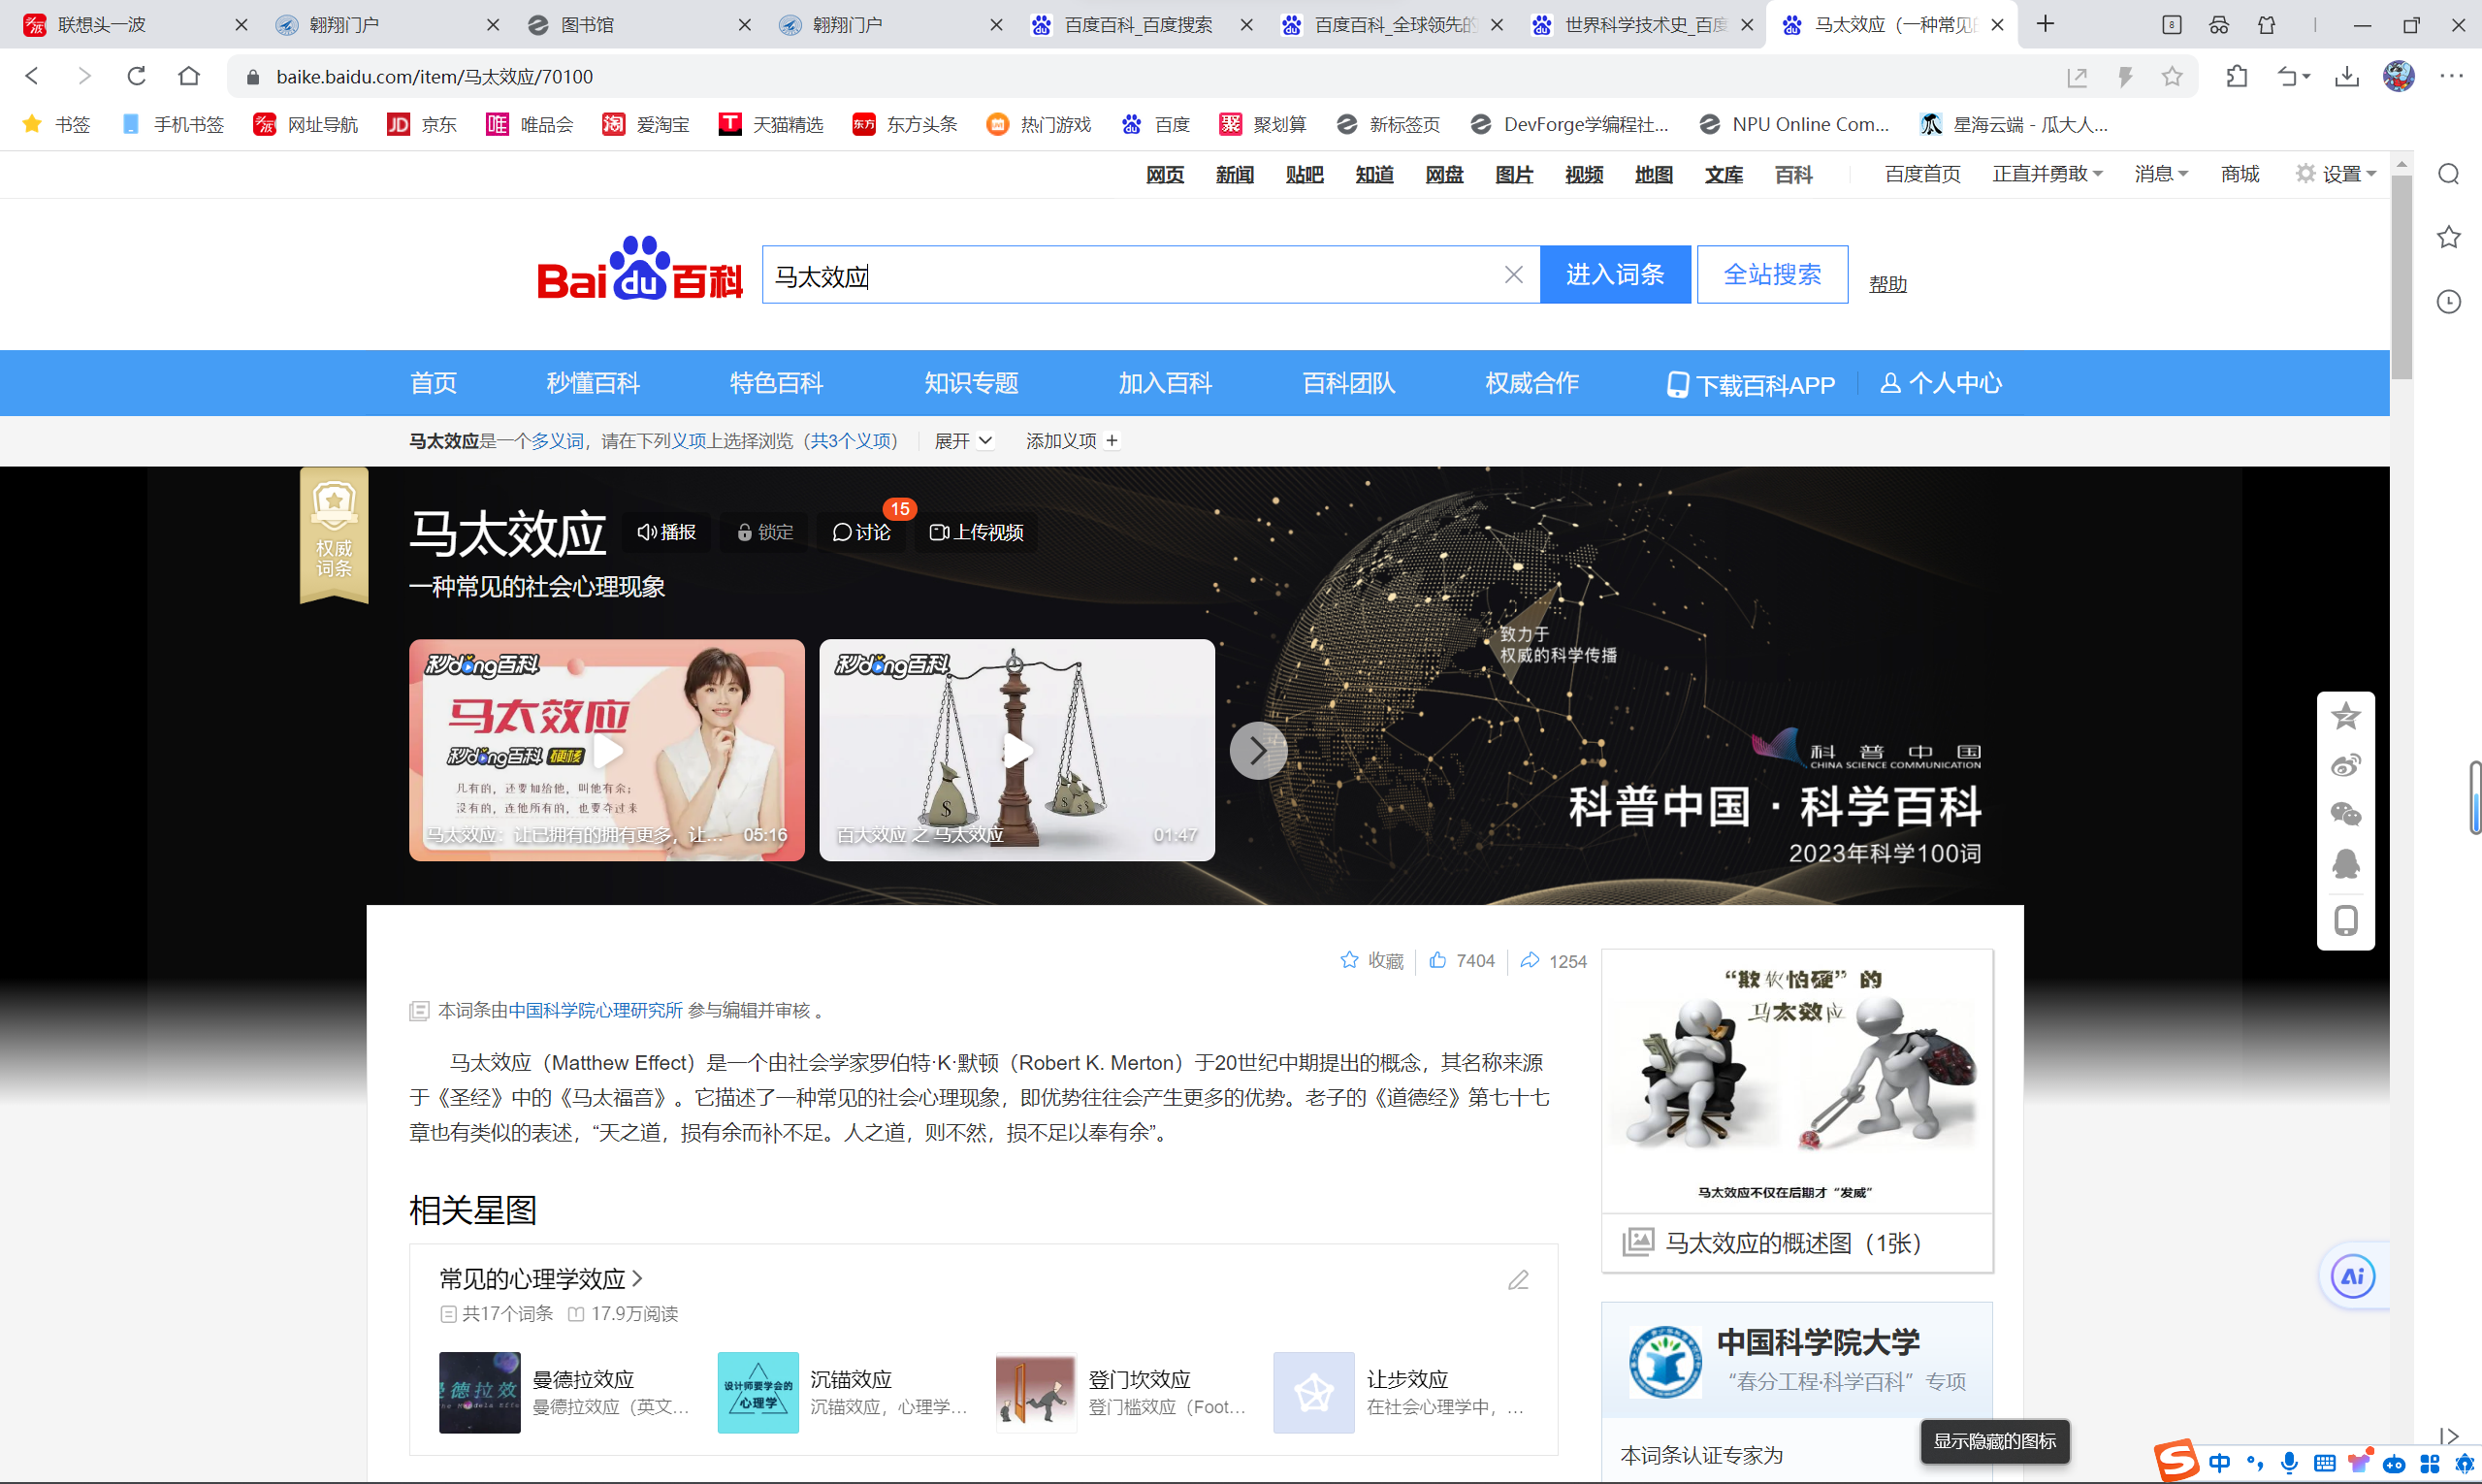 联想头一波
翱翔门户
图书馆
翱翔门户
百度百科_百度搜索
百度百科_全球领先的
世界科学技术史_百度
马太效应（一种常见的
8
baike.baidu.com/item/马太效应/70100
书签 手机书签 网址导航 京东 唯品会 爱淘宝 天猫精选 东方头条 热门游戏 百度 聚划算 新标签页 DevForge学编程社... NPU Online Com... 星海云端 - 瓜大人...
网页 新闻 贴吧 知道 网盘 图片 视频 地图 文库 百科 百度首页 正直并勇敢 消息 商城 设置
Bai du 百科
马太效应
进入词条
全站搜索
帮助
首页 秒懂百科 特色百科 知识专题 加入百科 百科团队 权威合作 下载百科APP 个人中心
马太效应是一个多义词，请在下列义项上选择浏览（共3个义项） 展开 添加义项
权威
词条
马太效应 播报 锁定 讨论 15 上传视频
一种常见的社会心理现象
秒dong百科
马太效应
秒dong百科 硬核
凡有的，还要加给他，叫他有余；
没有的，连他所有的，也要夺过来
马太效应：让已拥有的拥有更多，让... 05:16
秒dong百科
$
$ $
百大效应 之 马太效应 01:47
致力于
权威的科学传播
科普中国
CHINA SCIENCE COMMUNICATION
科普中国 · 科学百科
2023年科学100词
收藏 7404 1254
本词条由中国科学院心理研究所 参与编辑并审核 。
马太效应（Matthew Effect）是一个由社会学家罗伯特·K·默顿（Robert K. Merton）于20世纪中期提出的概念，其名称来源
于《圣经》中的《马太福音》。它描述了一种常见的社会心理现象，即优势往往会产生更多的优势。老子的《道德经》第七十七
章也有类似的表述，“天之道，损有余而补不足。人之道，则不然，损不足以奉有余”。
“欺软怕硬”的
马太效应
马太效应不仅在后期才“发威”
马太效应的概述图（1张）
相关星图
常见的心理学效应
共17个词条 17.9万阅读
曼德拉效应
曼德拉效应（英文...
设计师要学会的
心理学
沉锚效应
沉锚效应，心理学...
登门坎效应
登门槛效应（Foot...
让步效应
在社会心理学中，...
中国科学院大学
“春分工程·科学百科”专项
本词条认证专家为
Ai
显示隐藏的图标
S 中